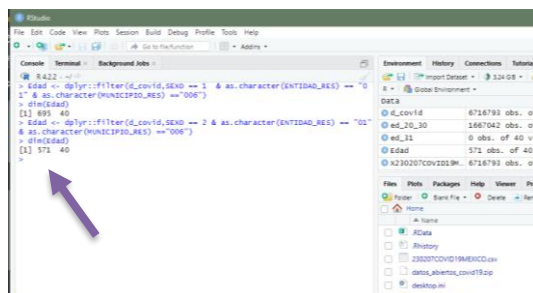 RStudio
File Edit Code View Plots Session Build Debug Profile Tools Help
Go to file/function
Addins
Console Terminal Background Jobs
R 4.2.2 · ~/
> Edad <- dplyr::filter(d_covid,SEXO == 1 & as.character(ENTIDAD_RES) == "0
1" & as.character(MUNICIPIO_RES) =="006")
> dim(Edad)
[1] 695 40
> Edad <- dplyr::filter(d_covid,SEXO == 2 & as.character(ENTIDAD_RES) == "01"
& as.character(MUNICIPIO_RES) =="006")
> dim(Edad)
[1] 571 40
>
Environment History Connections Tutoria
Import Dataset
R Global Environment
Data
d_covid 6716793 obs. o
ed_20_30 1667042 obs. o
ed_31 0 obs. of 40 v
Edad 571 obs. of 40
X230207COVID19M… 6716793 obs. o
Files Plots Packages Help Viewer Pr
Folder Blank File Delete Re
Home
Name
.RData
.Rhistory
230207COVID19MEXICO.csv
datos_abiertos_covid19.zip
desktop.ini